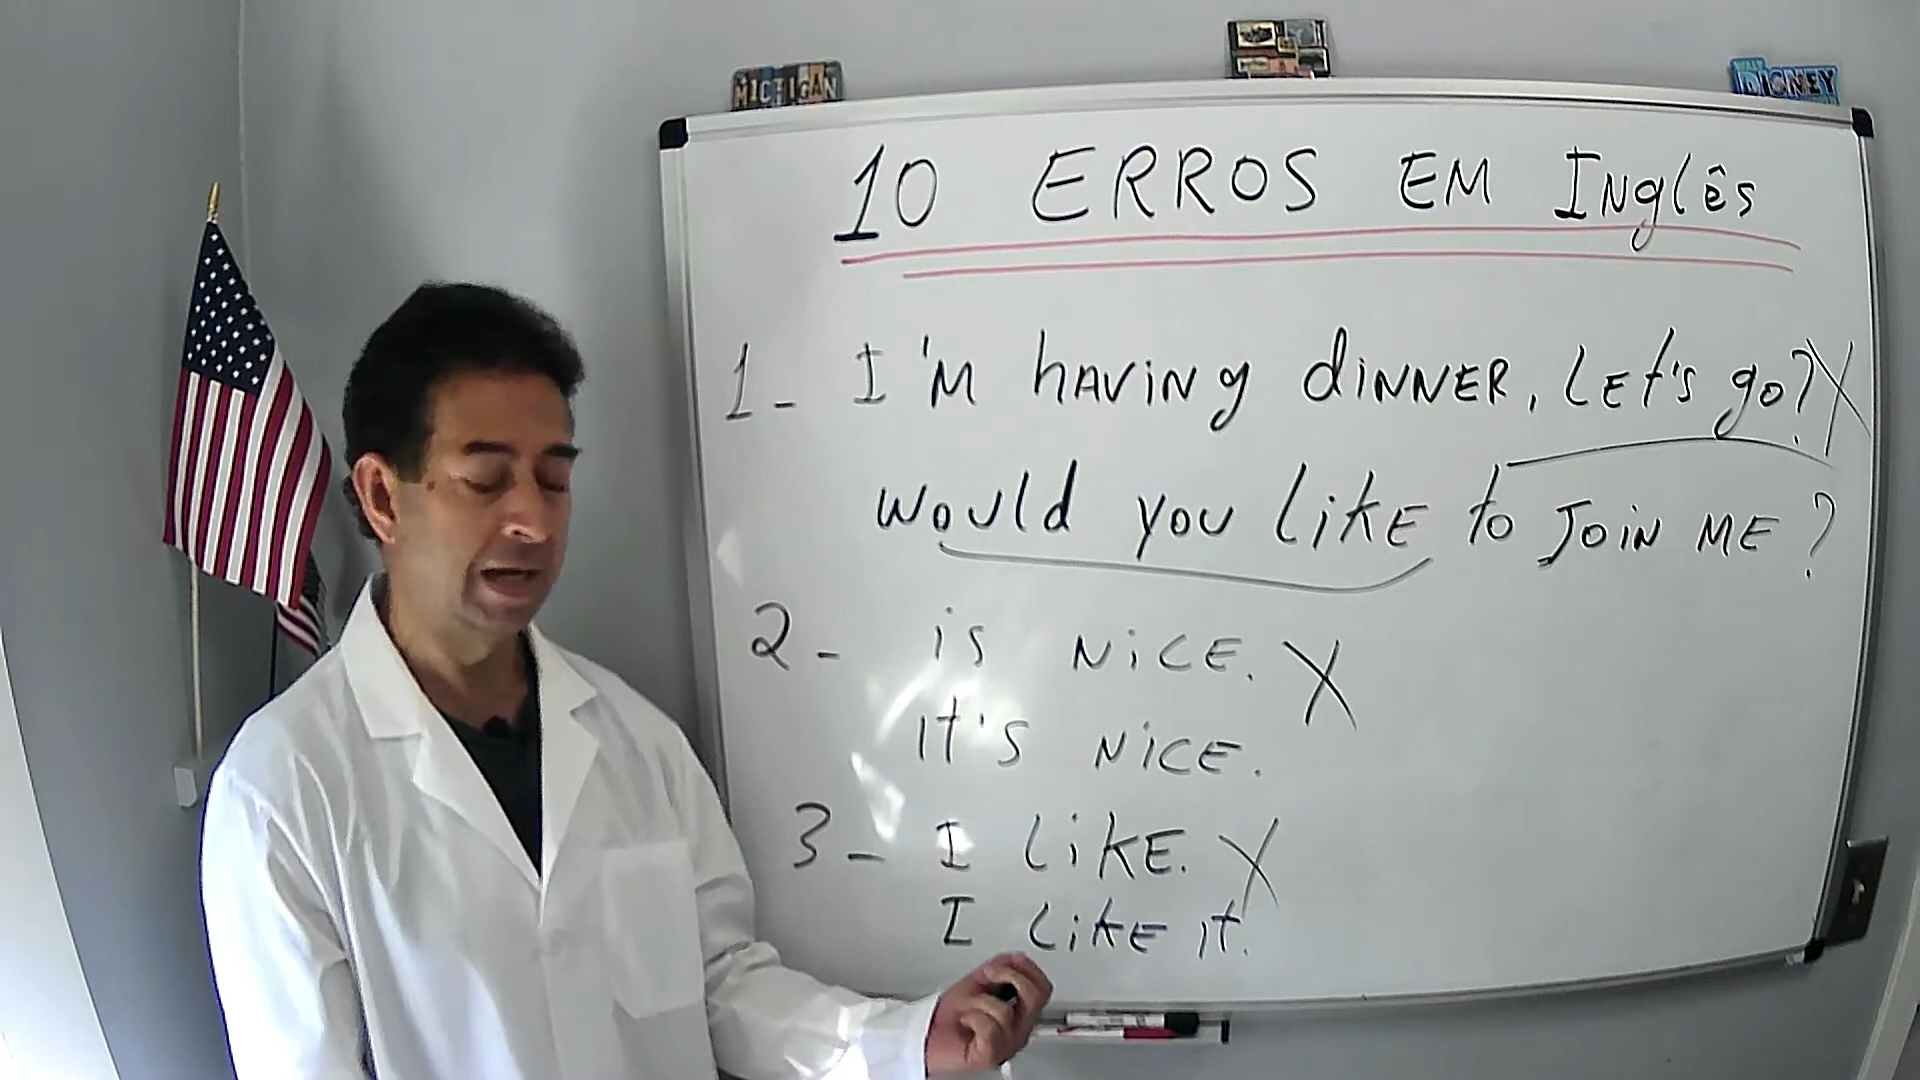 MICHIGAN
DISNEY
10 ERROS EM INglês
1- I'M hAViNg diNNER, LEt's go? X
would you LiKE to JOiN ME?
2- is NiCE. X
it's NiCE.
3- I LiKE. X
I LiKE it.